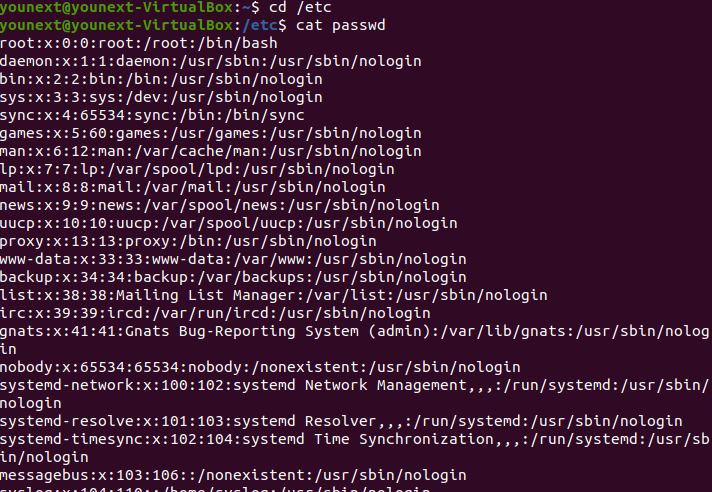 younext@younext-VirtualBox:~$ cd /etc
younext@younext-VirtualBox:/etc$ cat passwd
root:x:0:0:root:/root:/bin/bash
daemon:x:1:1:daemon:/usr/sbin:/usr/sbin/nologin
bin:x:2:2:bin:/bin:/usr/sbin/nologin
sys:x:3:3:sys:/dev:/usr/sbin/nologin
sync:x:4:65534:sync:/bin:/bin/sync
games:x:5:60:games:/usr/games:/usr/sbin/nologin
man:x:6:12:man:/var/cache/man:/usr/sbin/nologin
lp:x:7:7:lp:/var/spool/lpd:/usr/sbin/nologin
mail:x:8:8:mail:/var/mail:/usr/sbin/nologin
news:x:9:9:news:/var/spool/news:/usr/sbin/nologin
uucp:x:10:10:uucp:/var/spool/uucp:/usr/sbin/nologin
proxy:x:13:13:proxy:/bin:/usr/sbin/nologin
www-data:x:33:33:www-data:/var/www:/usr/sbin/nologin
backup:x:34:34:backup:/var/backups:/usr/sbin/nologin
list:x:38:38:Mailing List Manager:/var/list:/usr/sbin/nologin
irc:x:39:39:ircd:/var/run/ircd:/usr/sbin/nologin
gnats:x:41:41:Gnats Bug-Reporting System (admin):/var/lib/gnats:/usr/sbin/nolog
in
nobody:x:65534:65534:nobody:/nonexistent:/usr/sbin/nologin
systemd-network:x:100:102:systemd Network Management,,,:/run/systemd:/usr/sbin/
nologin
systemd-resolve:x:101:103:systemd Resolver,,,:/run/systemd:/usr/sbin/nologin
systemd-timesync:x:102:104:systemd Time Synchronization,,,:/run/systemd:/usr/sb
in/nologin
messagebus:x:103:106::/nonexistent:/usr/sbin/nologin
syslog:x:104:110::/home/syslog:/usr/sbin/nologin